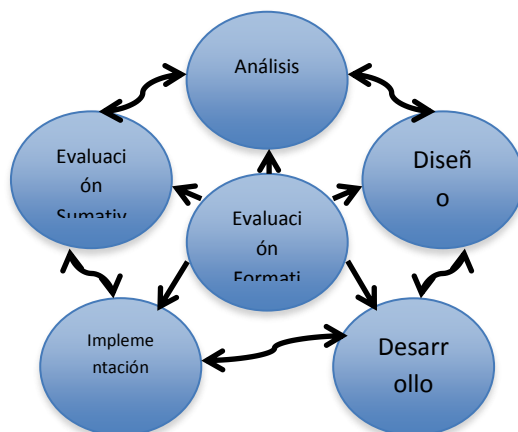 Análisis
Evaluaci
ón
Sumativ
Diseñ
o
Evaluaci
ón
Formati
Impleme
ntación
Desarr
ollo